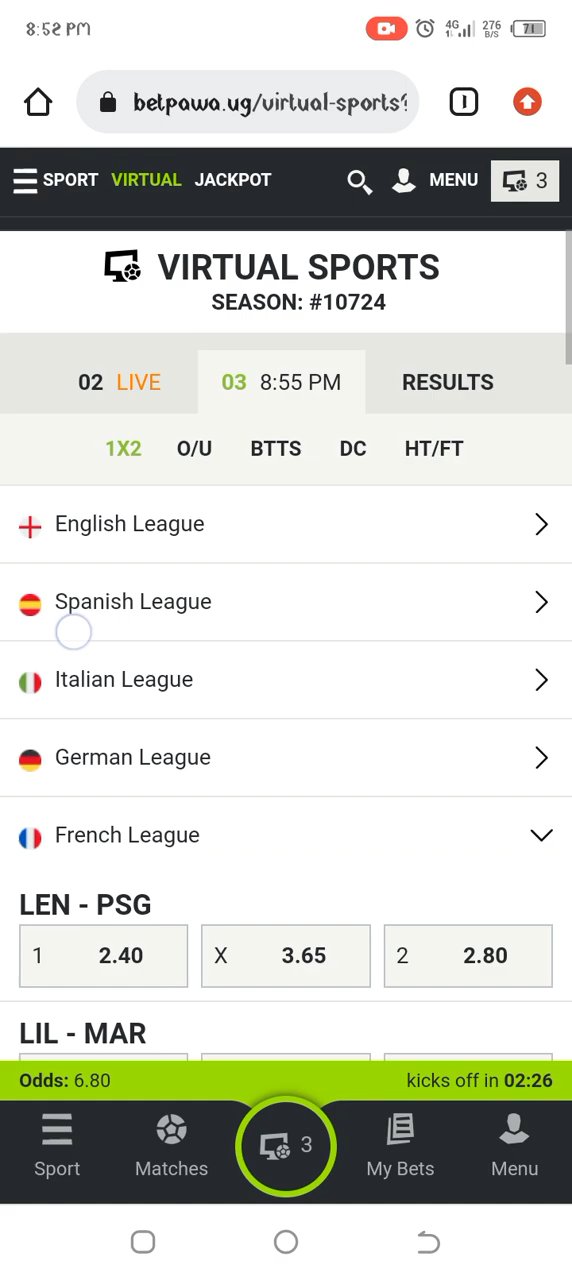 8:52 PM 4G 276 B/S 71
betpawa.ug/virtual-sports?
SPORT VIRTUAL JACKPOT MENU 3
VIRTUAL SPORTS
SEASON: #10724
02 LIVE 03 8:55 PM RESULTS
1X2 O/U BTTS DC HT/FT
English League
Spanish League
Italian League
German League
French League
LEN - PSG
1 2.40 X 3.65 2 2.80
LIL - MAR
Odds: 6.80 kicks off in 02:26
3
Sport Matches My Bets Menu